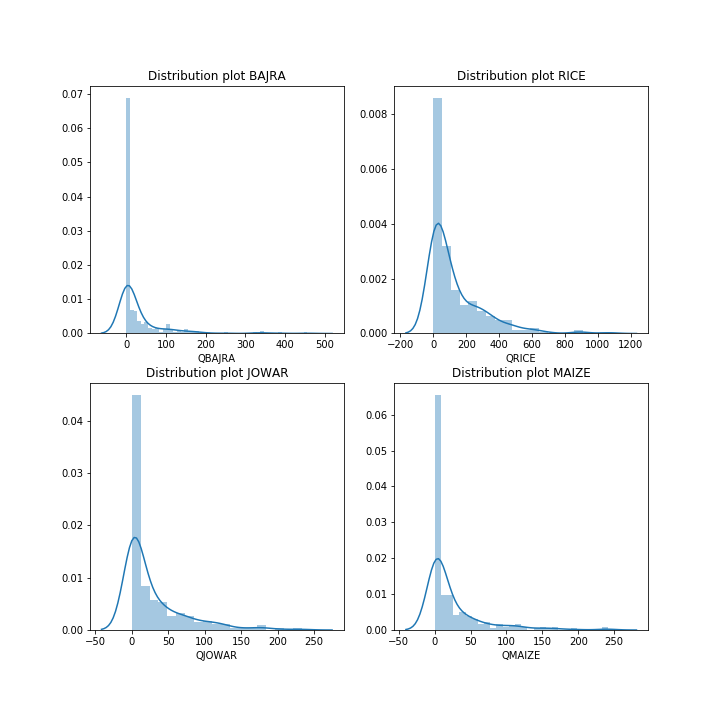 Distribution plot BAJRA
0.07
0.06
0.05
0.04
0.03
0.02
0.01
0.00
0 100 200 300 400 500
QBAJRA
Distribution plot RICE
0.008
0.006
0.004
0.002
0.000
−200 0 200 400 600 800 1000 1200
QRICE
Distribution plot JOWAR
0.04
0.03
0.02
0.01
0.00
−50 0 50 100 150 200 250
QJOWAR
Distribution plot MAIZE
0.06
0.05
0.04
0.03
0.02
0.01
0.00
−50 0 50 100 150 200 250
QMAIZE